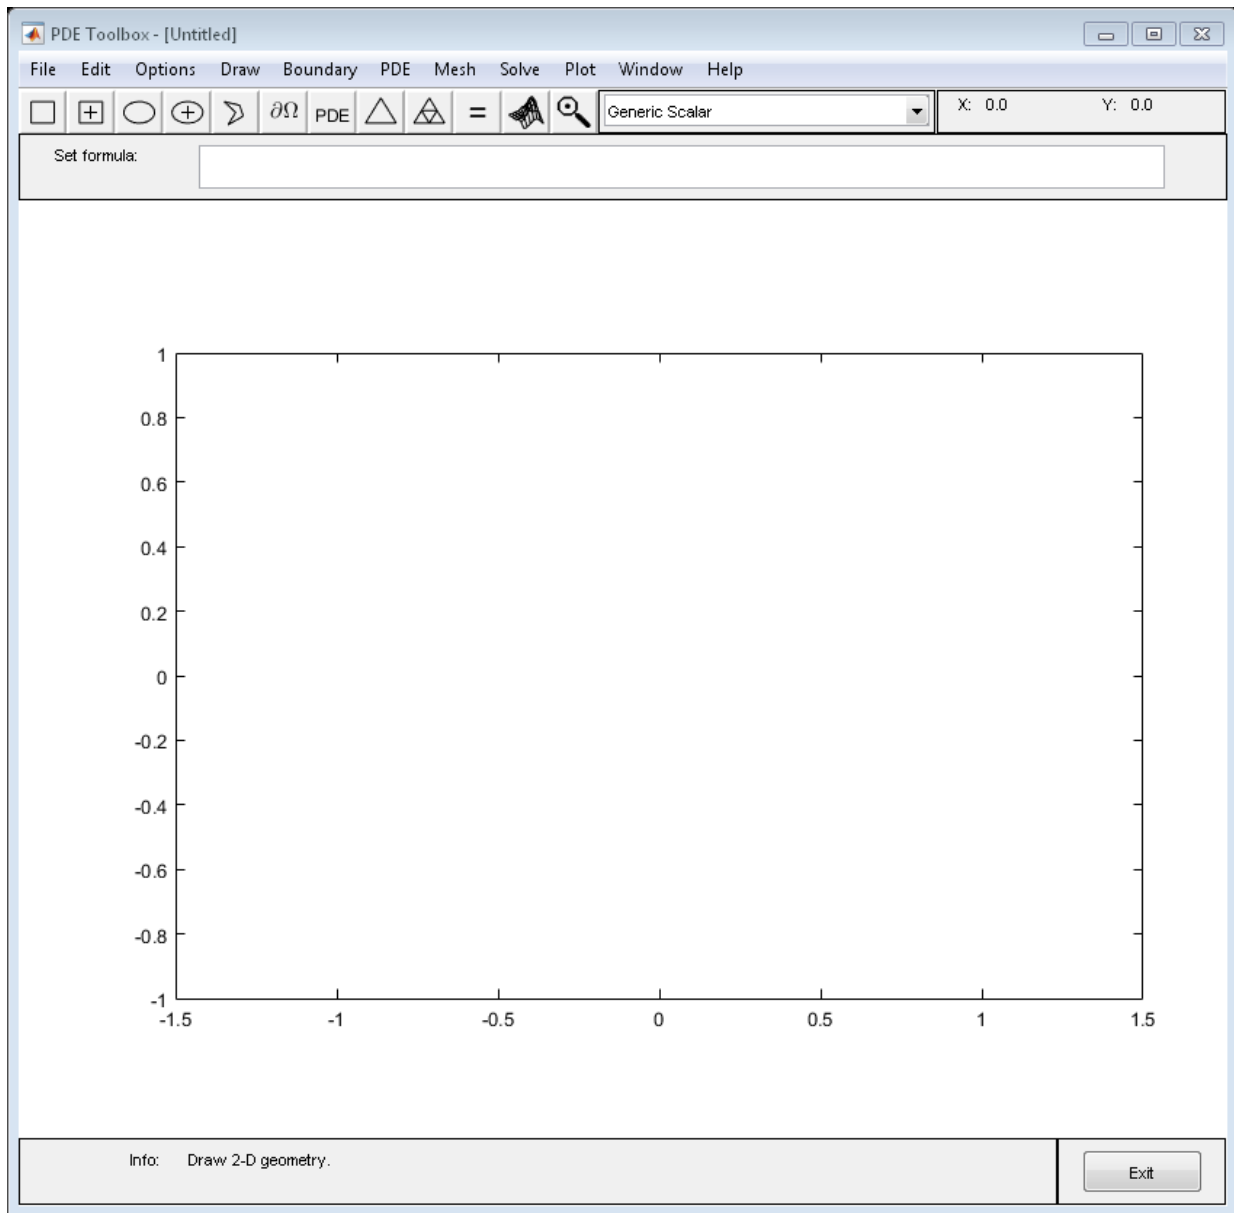 PDE Toolbox - [Untitled]
File Edit Options Draw Boundary PDE Mesh Solve Plot Window Help
∂Ω PDE = Generic Scalar X: 0.0 Y: 0.0
Set formula:
1
0.8
0.6
0.4
0.2
0
-0.2
-0.4
-0.6
-0.8
-1
-1.5 -1 -0.5 0 0.5 1 1.5
Info: Draw 2-D geometry. Exit